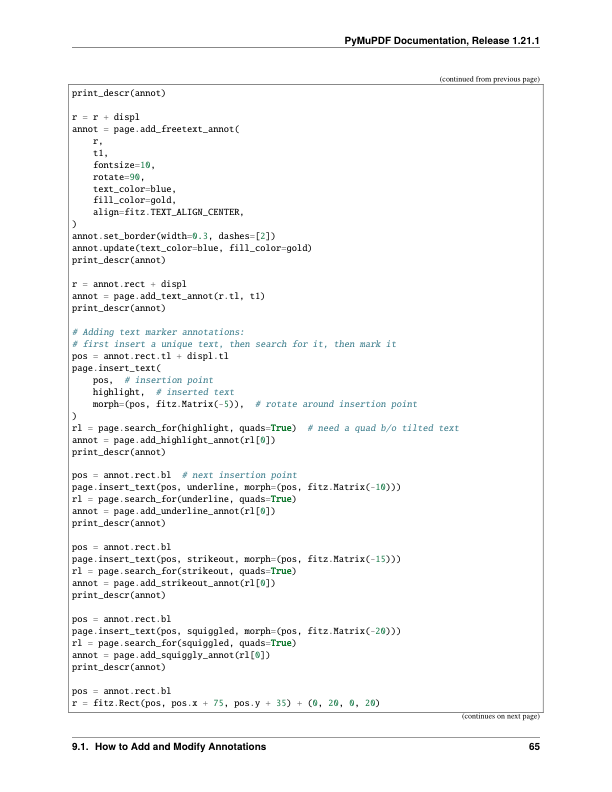 PyMuPDF Documentation, Release 1.21.1
(continued from previous page)
print_descr(annot)

r = r + displ
annot = page.add_freetext_annot(
    r,
    t1,
    fontsize=10,
    rotate=90,
    text_color=blue,
    fill_color=gold,
    align=fitz.TEXT_ALIGN_CENTER,
)
annot.set_border(width=0.3, dashes=[2])
annot.update(text_color=blue, fill_color=gold)
print_descr(annot)

r = annot.rect + displ
annot = page.add_text_annot(r.tl, t1)
print_descr(annot)

# Adding text marker annotations:
# first insert a unique text, then search for it, then mark it
pos = annot.rect.tl + displ.tl
page.insert_text(
    pos,  # insertion point
    highlight,  # inserted text
    morph=(pos, fitz.Matrix(-5)),  # rotate around insertion point
)
rl = page.search_for(highlight, quads=True)  # need a quad b/o tilted text
annot = page.add_highlight_annot(rl[0])
print_descr(annot)

pos = annot.rect.bl  # next insertion point
page.insert_text(pos, underline, morph=(pos, fitz.Matrix(-10)))
rl = page.search_for(underline, quads=True)
annot = page.add_underline_annot(rl[0])
print_descr(annot)

pos = annot.rect.bl
page.insert_text(pos, strikeout, morph=(pos, fitz.Matrix(-15)))
rl = page.search_for(strikeout, quads=True)
annot = page.add_strikeout_annot(rl[0])
print_descr(annot)

pos = annot.rect.bl
page.insert_text(pos, squiggled, morph=(pos, fitz.Matrix(-20)))
rl = page.search_for(squiggled, quads=True)
annot = page.add_squiggly_annot(rl[0])
print_descr(annot)

pos = annot.rect.bl
r = fitz.Rect(pos, pos.x + 75, pos.y + 35) + (0, 20, 0, 20)
(continues on next page)
9.1. How to Add and Modify Annotations 65